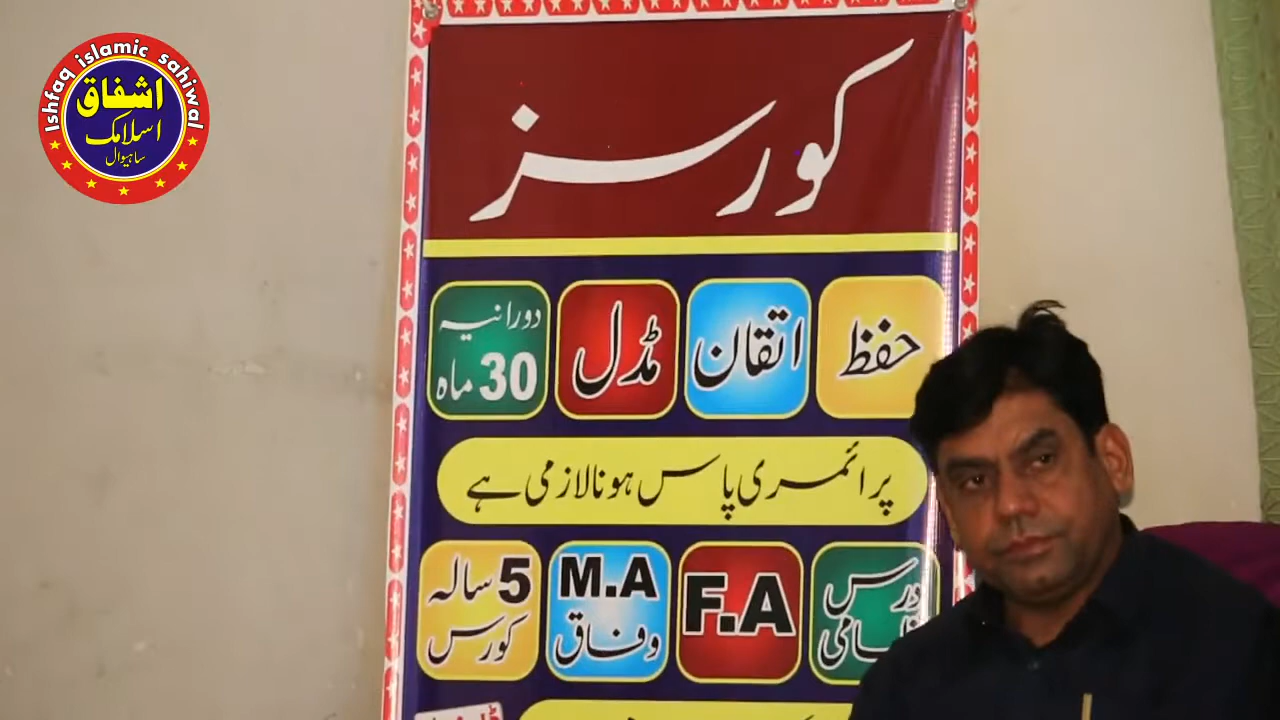 Ishfaq islamic sahiwal
اشفاق
اسلامک
ساہیوال
کورسز
حفظ
اتقان
مڈل
دورانیہ
30 ماہ
پرائمری پاس ہونا لازمی ہے
درس
F.A
M.A
وفاق
5 سالہ
کورس